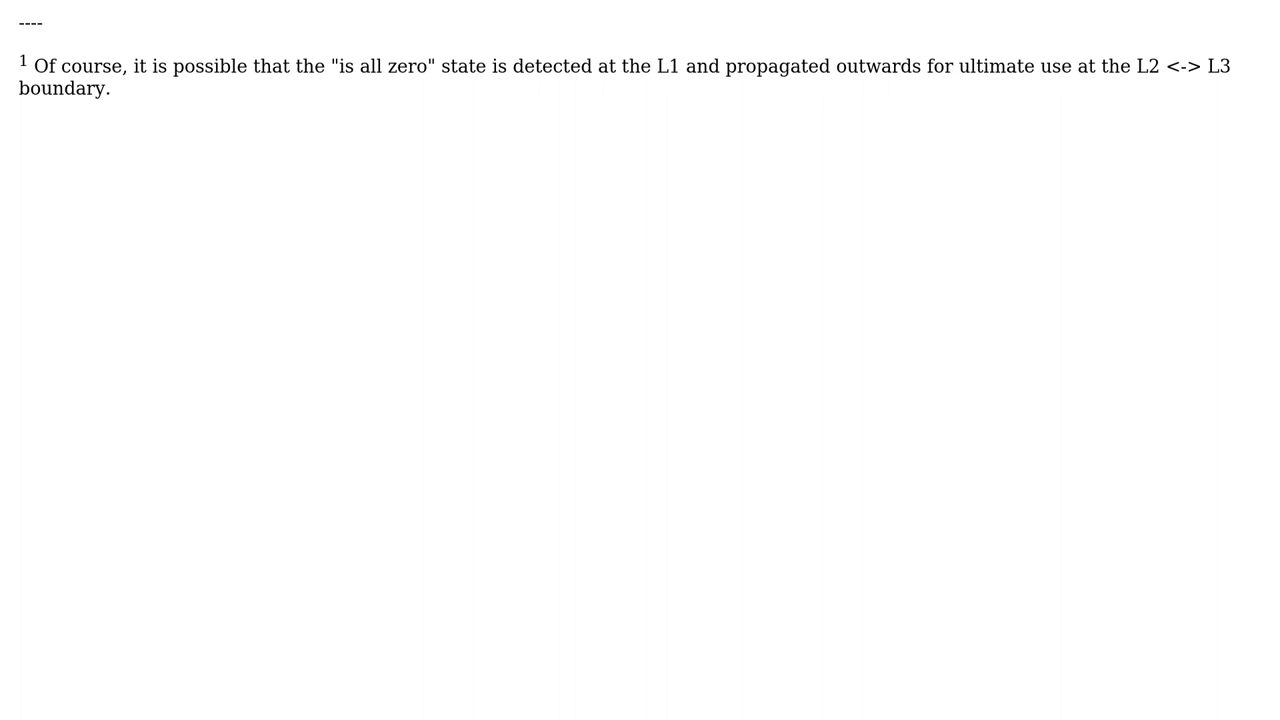 ----
1 Of course, it is possible that the "is all zero" state is detected at the L1 and propagated outwards for ultimate use at the L2 <-> L3
boundary.